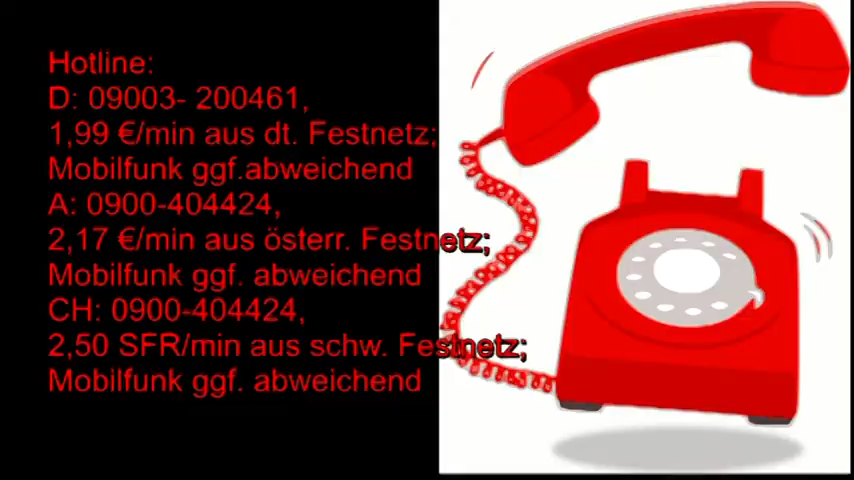 Hotline:
D: 09003- 200461,
1,99 €/min aus dt. Festnetz;
Mobilfunk ggf.abweichend
A: 0900-404424,
2,17 €/min aus österr. Festnetz;
Mobilfunk ggf. abweichend
CH: 0900-404424,
2,50 SFR/min aus schw. Festnetz;
Mobilfunk ggf. abweichend